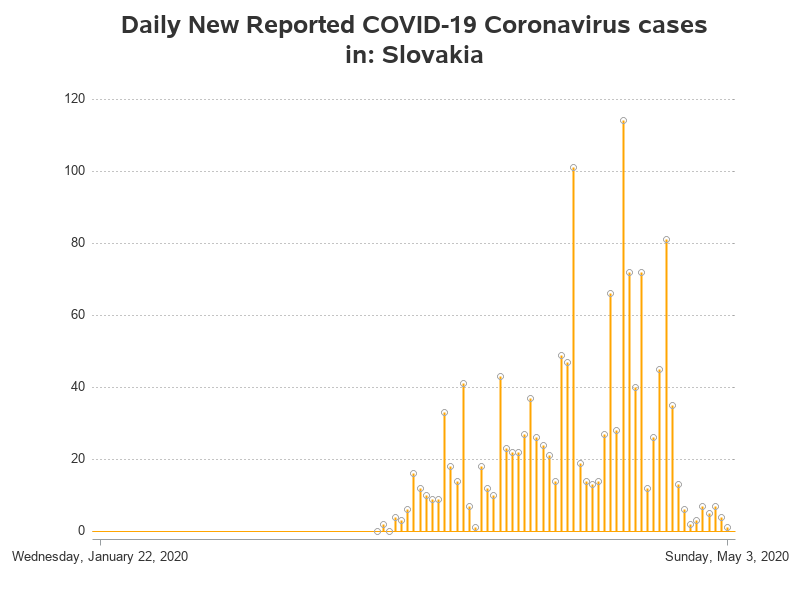 Daily New Reported COVID-19 Coronavirus cases
in: Slovakia
120
100
80
60
40
20
0
Wednesday, January 22, 2020
Sunday, May 3, 2020